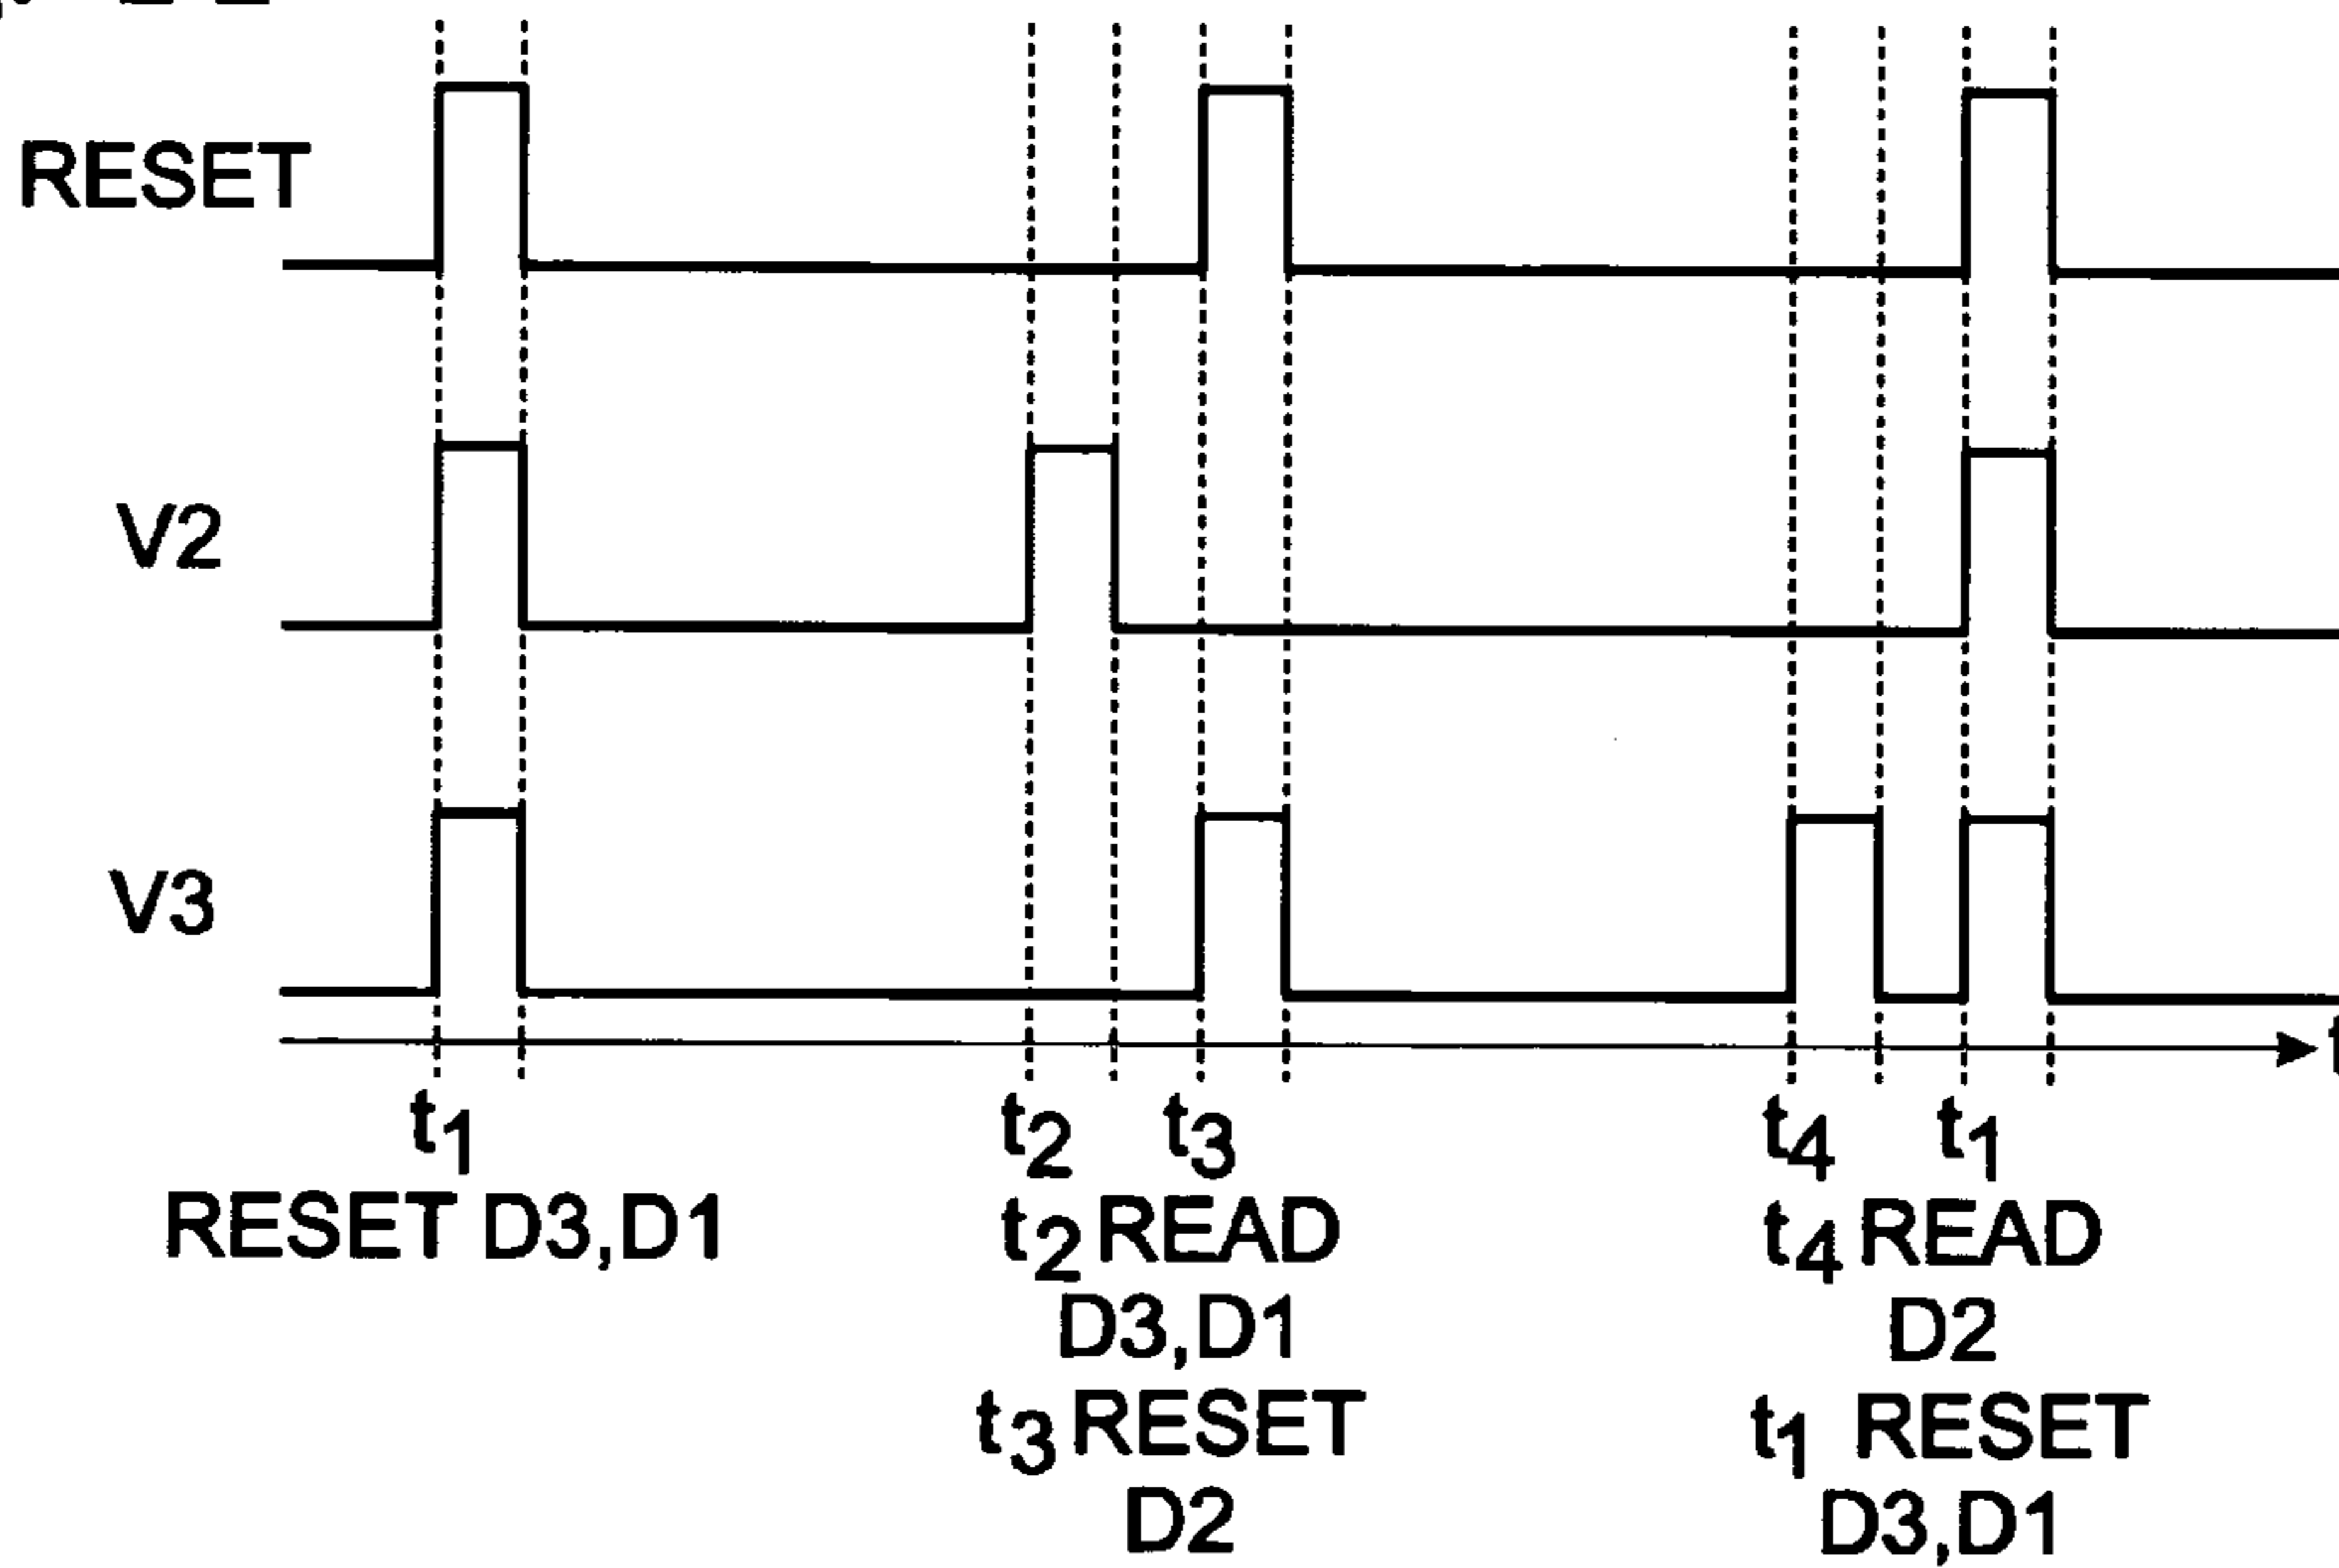 RESET
V2
V3
t
t1 t2 t3 t4 t1
RESET D3,D1
t2 READ
D3,D1
t3 RESET
D2
t4 READ
D2
t1 RESET
D3,D1